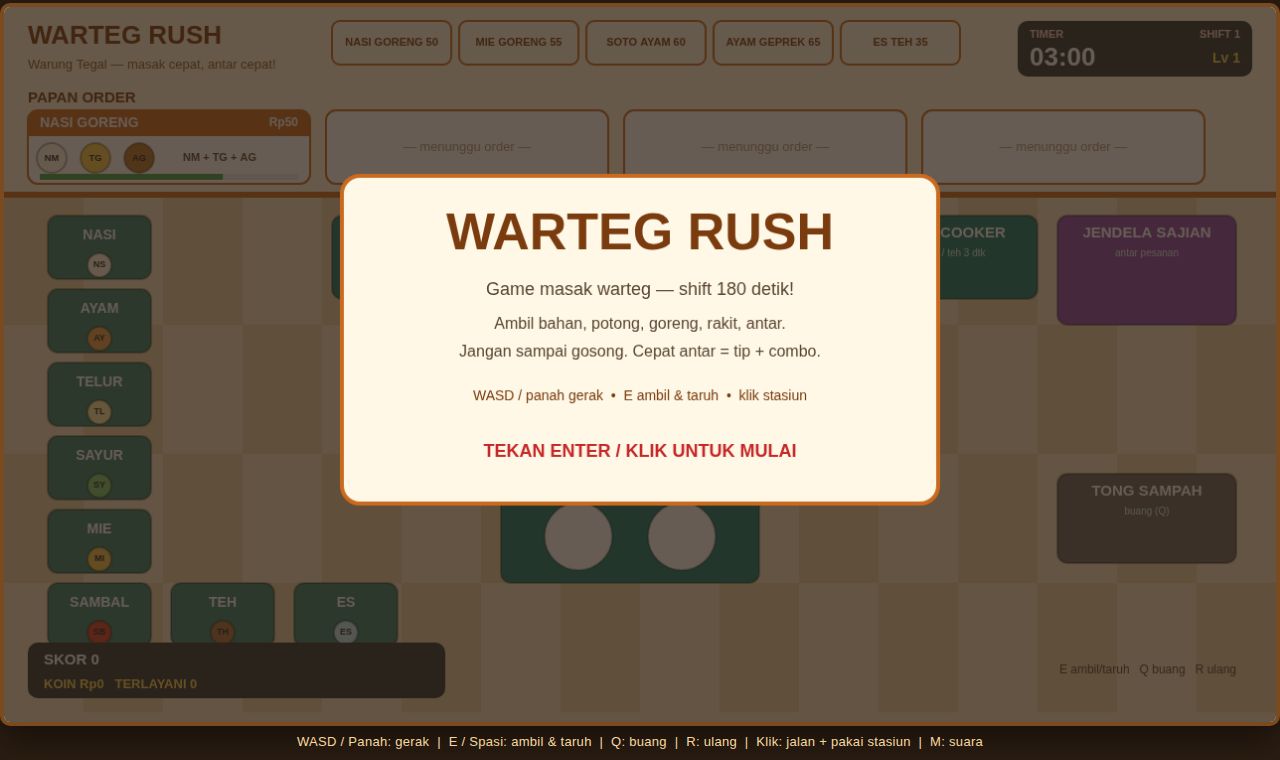 WARTEG RUSH
Warung Tegal — masak cepat, antar cepat!
NASI GORENG 50
MIE GORENG 55
SOTO AYAM 60
AYAM GEPREK 65
ES TEH 35
TIMER
SHIFT 1
03:00
Lv 1
PAPAN ORDER
NASI GORENG
Rp50
NM
TG
AG
NM + TG + AG
— menunggu order —
— menunggu order —
— menunggu order —
WARTEG RUSH
Game masak warteg — shift 180 detik!
Ambil bahan, potong, goreng, rakit, antar.
Jangan sampai gosong. Cepat antar = tip + combo.
WASD / panah gerak • E ambil & taruh • klik stasiun
TEKAN ENTER / KLIK UNTUK MULAI
NASI
NS
AYAM
AY
TELUR
TL
SAYUR
SY
MIE
MI
SAMBAL
SB
TEH
TH
ES
ES
COOKER
/ teh 3 dtk
JENDELA SAJIAN
antar pesanan
TONG SAMPAH
buang (Q)
SKOR 0
KOIN Rp0 TERLAYANI 0
E ambil/taruh Q buang R ulang
WASD / Panah: gerak | E / Spasi: ambil & taruh | Q: buang | R: ulang | Klik: jalan + pakai stasiun | M: suara